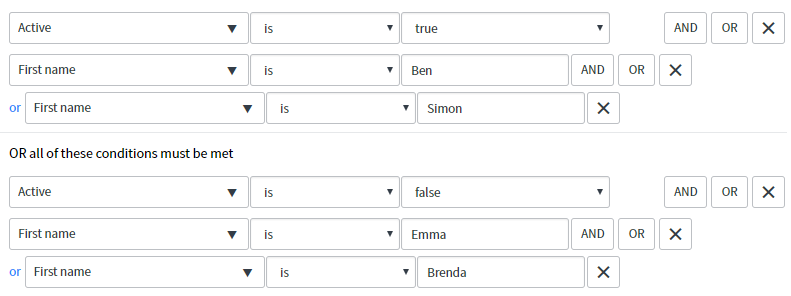 Active is true AND OR
First name is Ben AND OR
or First name is Simon
OR all of these conditions must be met
Active is false AND OR
First name is Emma AND OR
or First name is Brenda